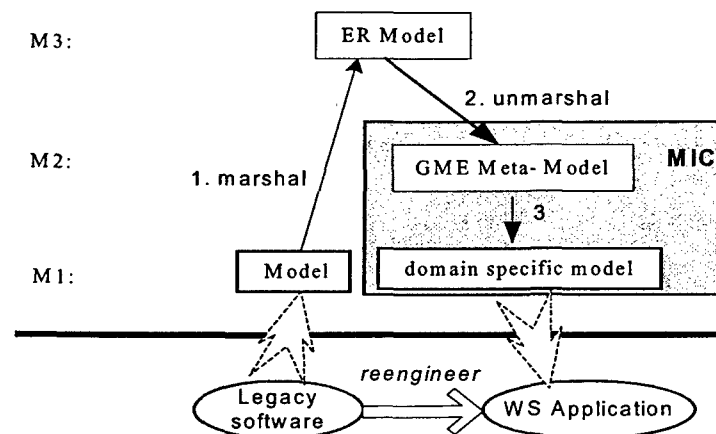 M3:
ER Model
2. unmarshal
M2:
MIC
GME Meta- Model
1. marshal
3
M1:
Model
domain specific model
reengineer
Legacy
software
WS Application